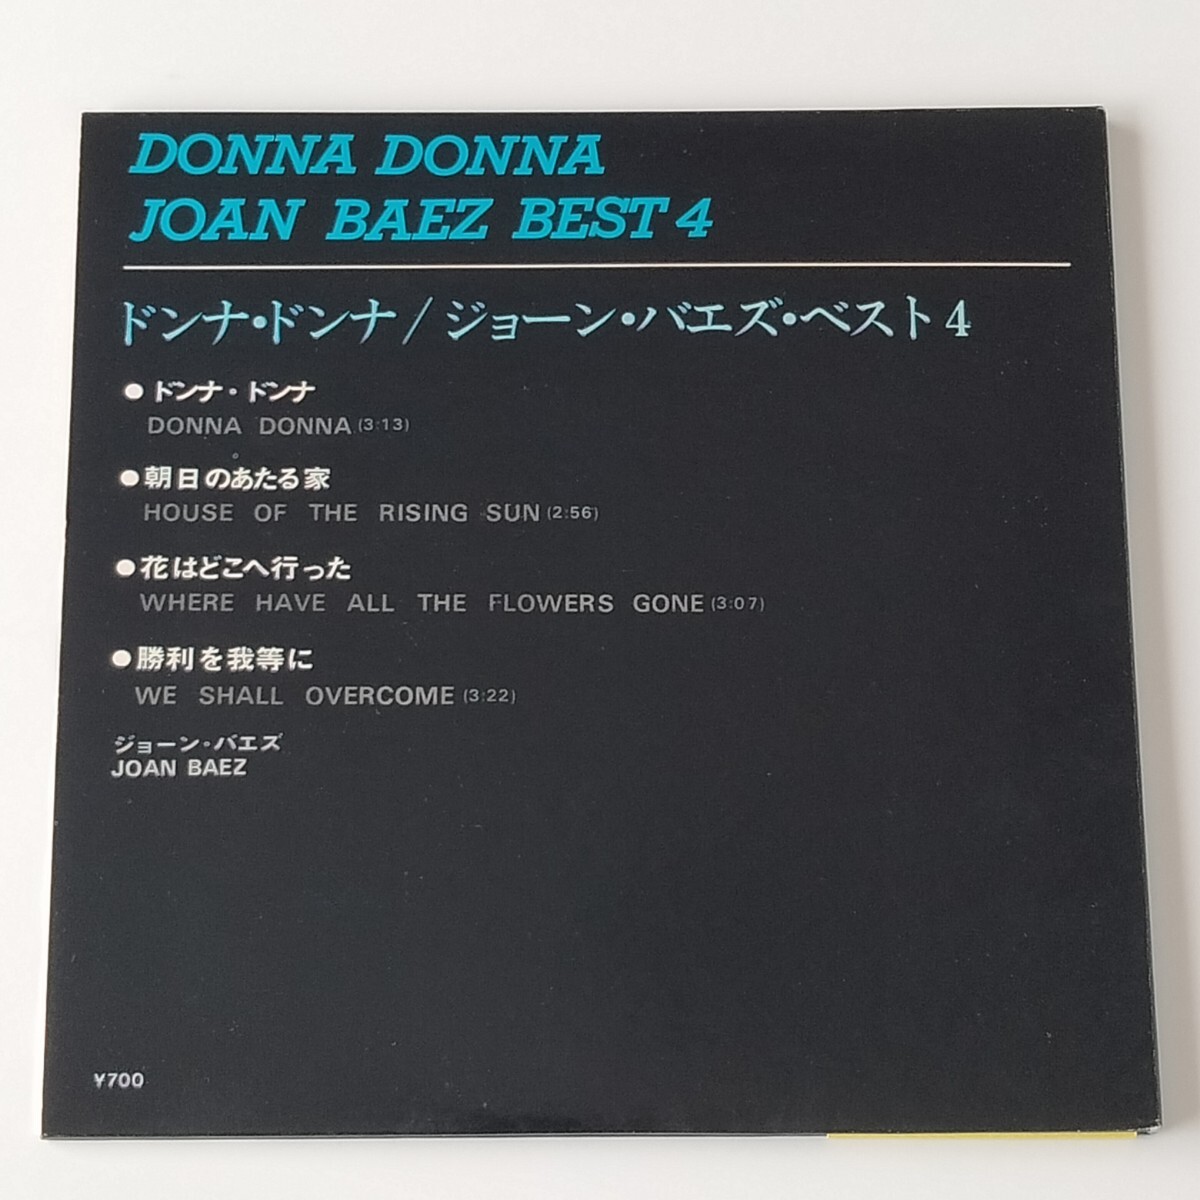 DONNA DONNA
JOAN BAEZ BEST 4
ドンナ・ドンナ/ジョーン・バエズ・ベスト4
●ドンナ・ドンナ
DONNA DONNA (3:13)
●朝日のあたる家
HOUSE OF THE RISING SUN (2:56)
●花はどこへ行った
WHERE HAVE ALL THE FLOWERS GONE (3:07)
●勝利を我等に
WE SHALL OVERCOME (3:22)
ジョーン・バエズ
JOAN BAEZ
¥700